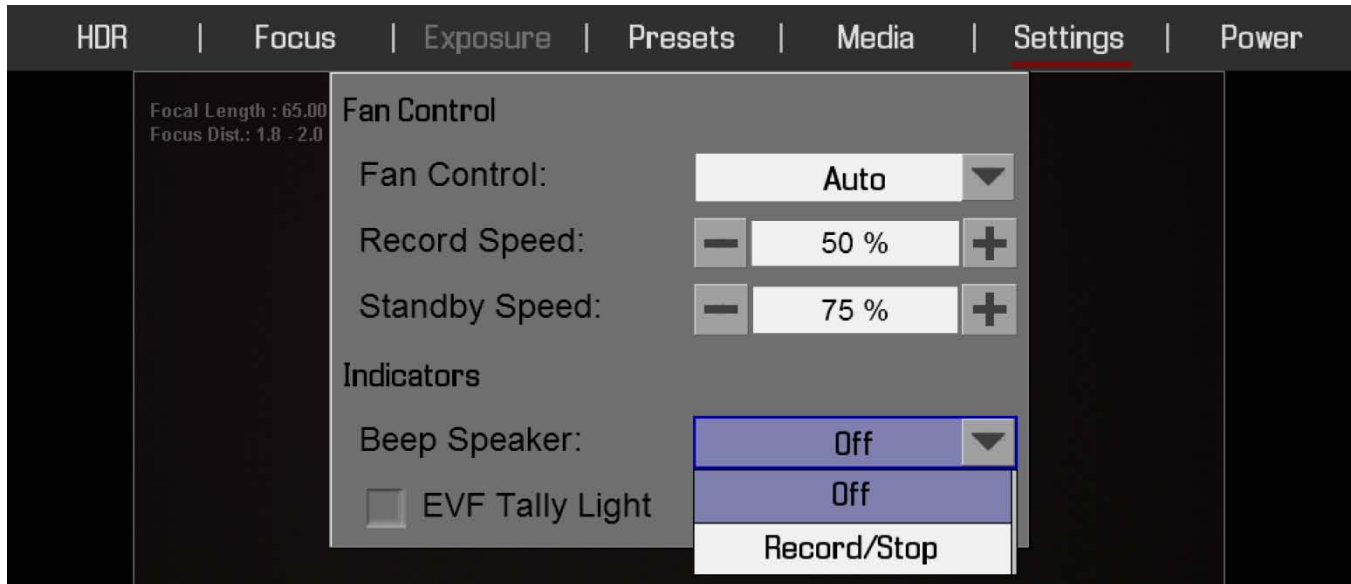 HDR | Focus | Exposure | Presets | Media | Settings | Power
Focal Length : 65.00
Focus Dist.: 1.8 - 2.0
Fan Control
Fan Control: Auto
Record Speed: 50 %
Standby Speed: 75 %
Indicators
Beep Speaker: Off
Off
EVF Tally Light
Record/Stop